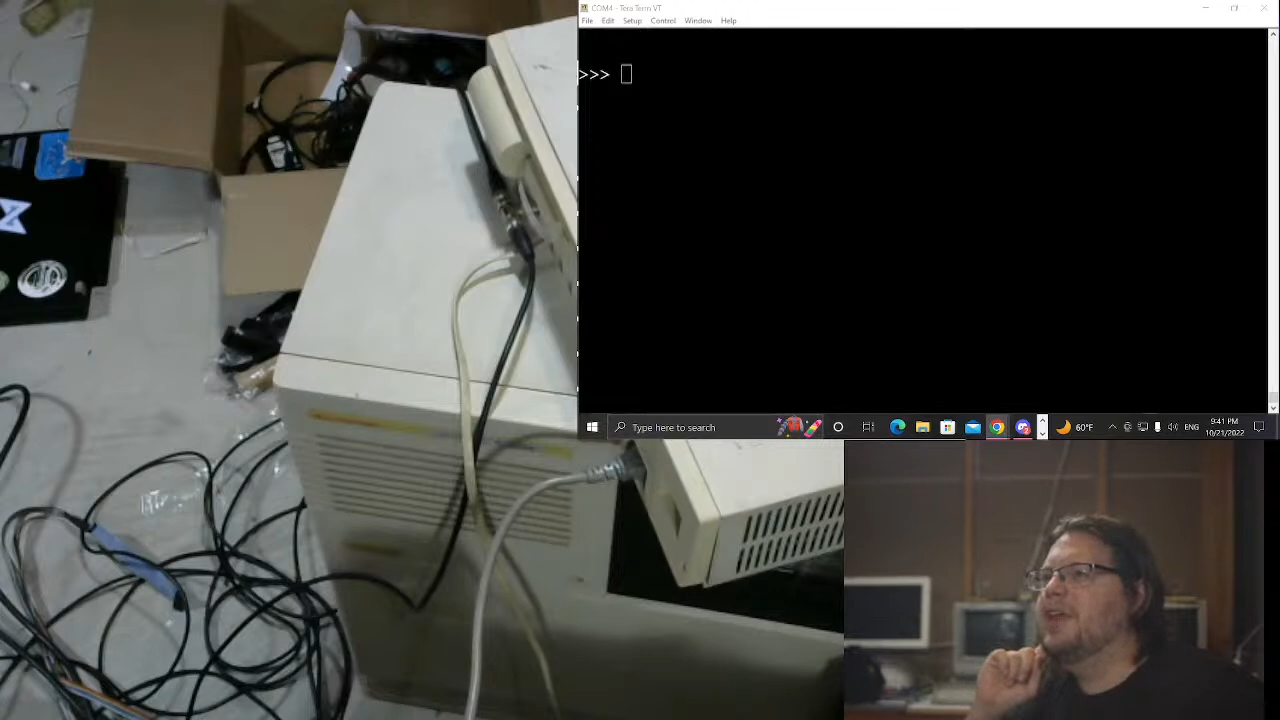 COM4 - Tera Term VT
File Edit Setup Control Window Help
>>>
Type here to search
60°F
ENG
9:41 PM
10/21/2022